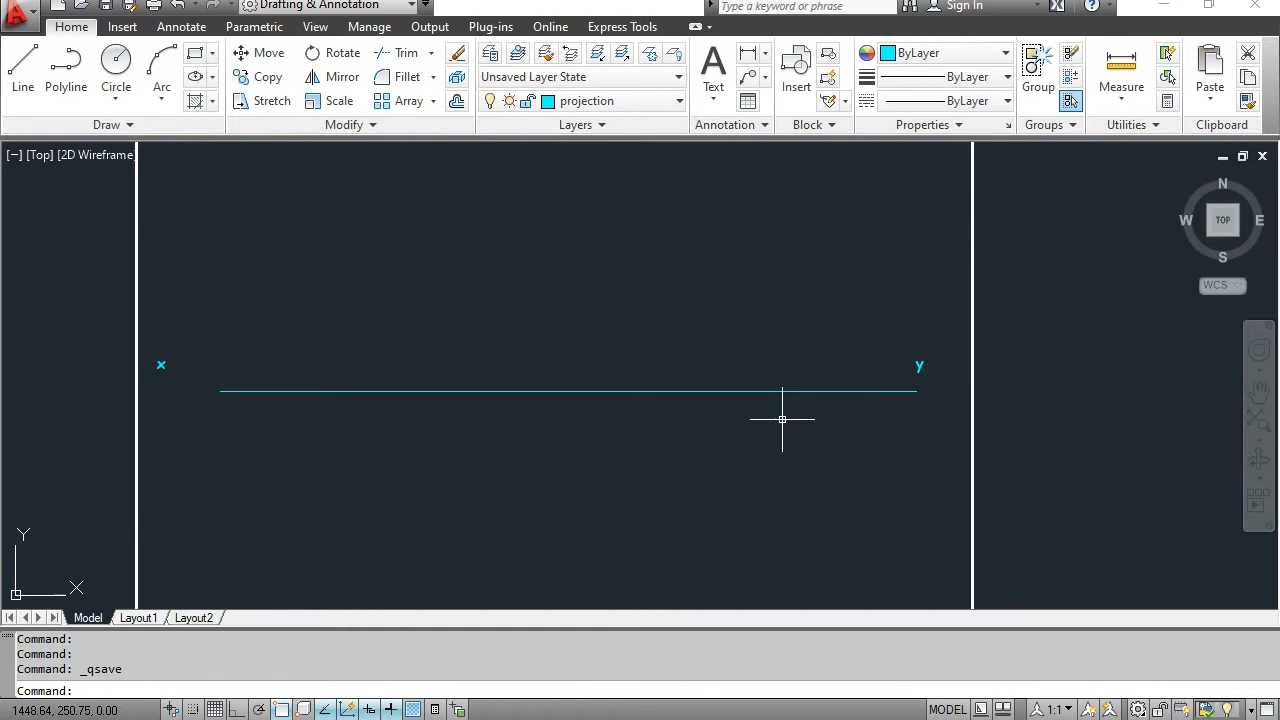 Drafting & Annotation
Type a keyword or phrase
Sign In
Home Insert Annotate Parametric View Manage Output Plug-ins Online Express Tools
Line Polyline Circle Arc
Move Rotate Trim
Copy Mirror Fillet
Stretch Scale Array
Unsaved Layer State
projection
Text
Insert
ByLayer
ByLayer
ByLayer
Group
Measure
Paste
Draw Modify Layers Annotation Block Properties Groups Utilities Clipboard
[−] [Top] [2D Wireframe]
N
W TOP E
S
WCS
x y
Y
X
Model Layout1 Layout2
Command:
Command:
Command: _qsave
Command:
1448.64, 250.75, 0.00 MODEL 1:1